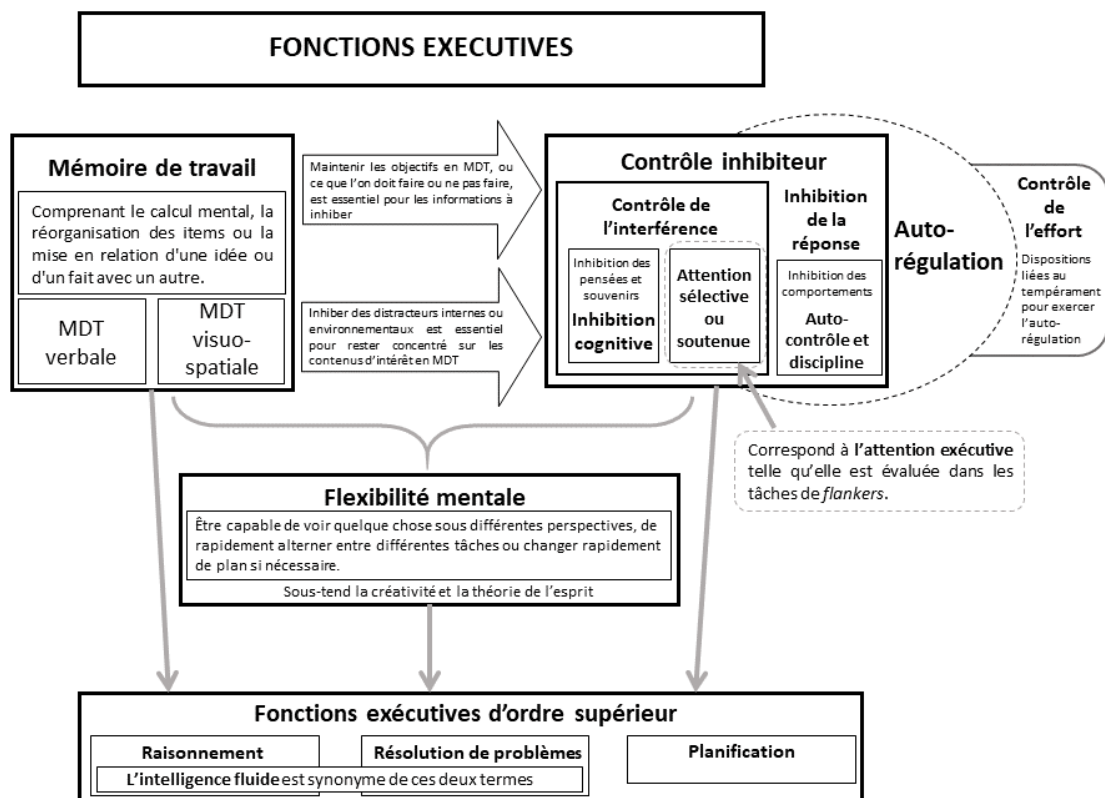 FONCTIONS EXECUTIVES
Mémoire de travail
Comprenant le calcul mental, la
réorganisation des items ou la
mise en relation d'une idée ou
d'un fait avec un autre.
MDT
verbale
MDT
visuo-
spatiale
Maintenir les objectifs en MDT, ou
ce que l'on doit faire ou ne pas faire,
est essentiel pour les informations à
inhiber
Inhiber des distracteurs internes ou
environnementaux est essentiel
pour rester concentré sur les
contenus d'intérêt en MDT
Contrôle inhibiteur
Contrôle de
l'interférence
Inhibition des
pensées et
souvenirs
Inhibition
cognitive
Attention
sélective
ou
soutenue
Inhibition
de la
réponse
Inhibition des
comportements
Auto-
contrôle et
discipline
Auto-
régulation
Contrôle
de
l'effort
Dispositions
liées au
tempérament
pour exercer
l'auto-
régulation
Correspond à l'attention exécutive
telle qu'elle est évaluée dans les
tâches de flankers.
Flexibilité mentale
Être capable de voir quelque chose sous différentes perspectives, de
rapidement alterner entre différentes tâches ou changer rapidement
de plan si nécessaire.
Sous-tend la créativité et la théorie de l'esprit
Fonctions exécutives d'ordre supérieur
Raisonnement
Résolution de problèmes
Planification
L'intelligence fluide est synonyme de ces deux termes